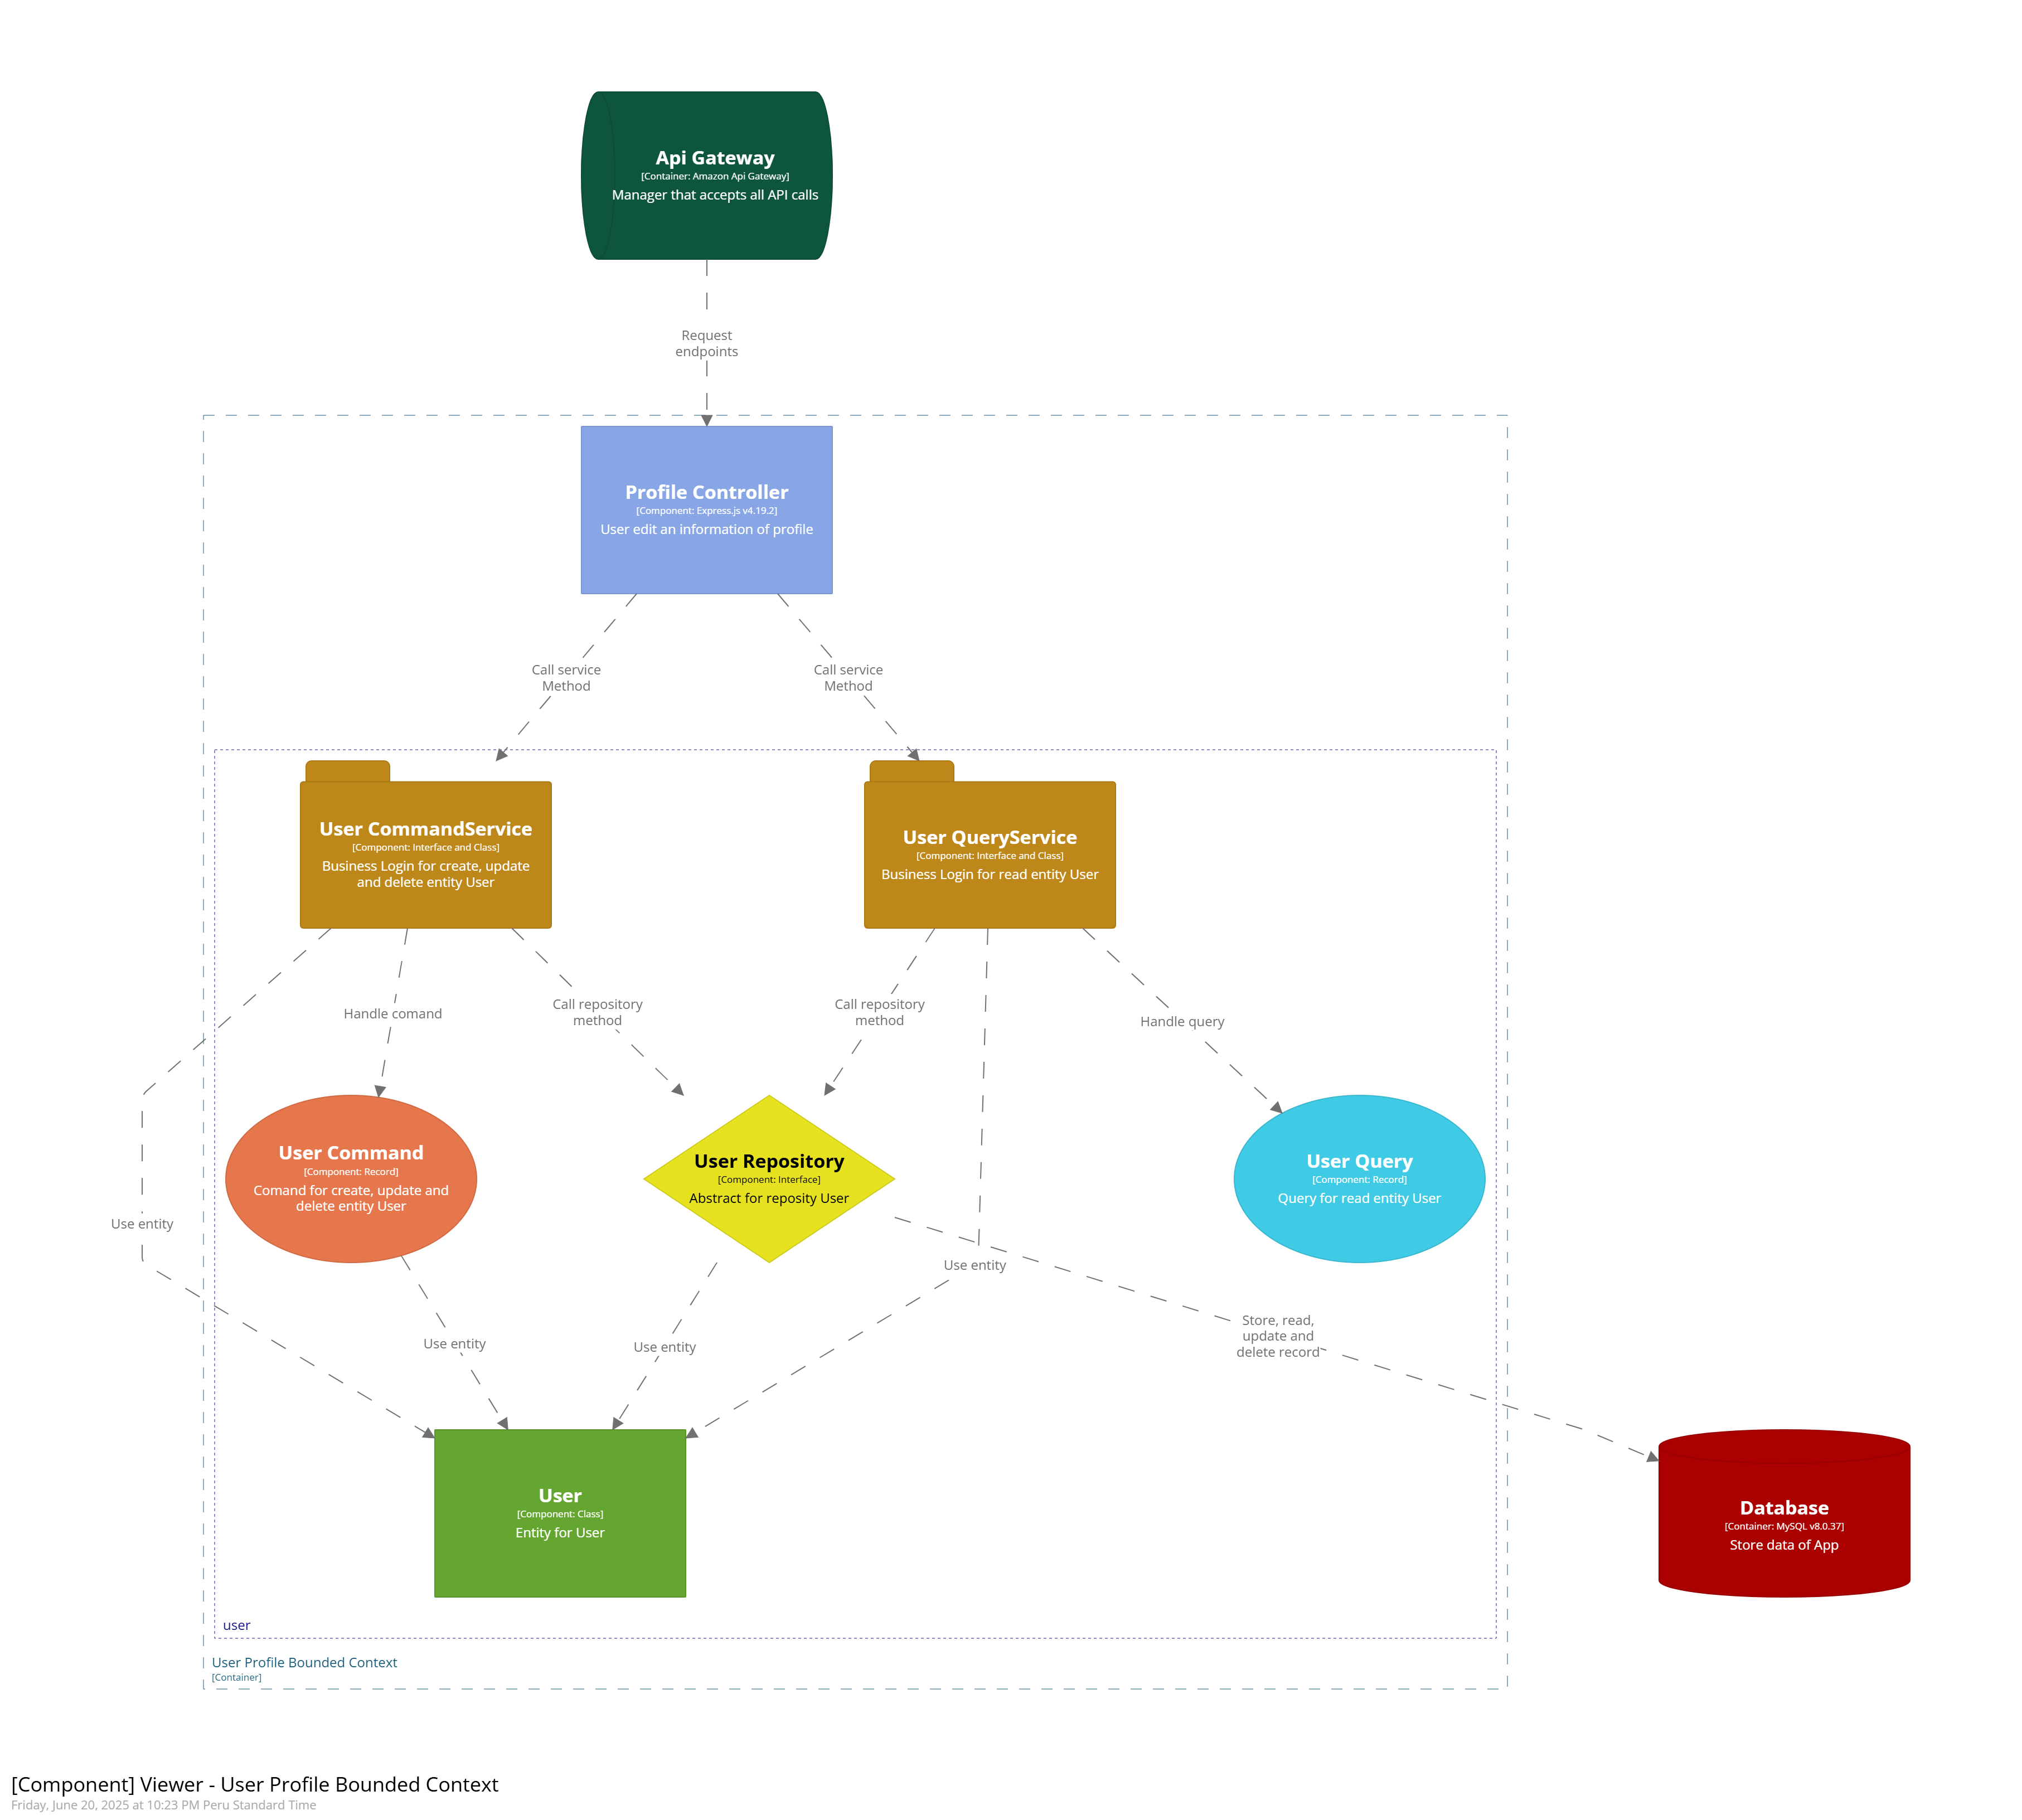 Api Gateway
[Container: Amazon Api Gateway]
Manager that accepts all API calls
Request
endpoints
Profile Controller
[Component: Express.js v4.19.2]
User edit an information of profile
Call service
Method
Call service
Method
User CommandService
[Component: Interface and Class]
Business Login for create, update
and delete entity User
User QueryService
[Component: Interface and Class]
Business Login for read entity User
Handle comand
Call repository
method
Call repository
method
Handle query
User Command
[Component: Record]
Comand for create, update and
delete entity User
User Repository
[Component: Interface]
Abstract for reposity User
User Query
[Component: Record]
Query for read entity User
Use entity
Use entity
Use entity
Use entity
Store, read,
update and
delete record
User
[Component: Class]
Entity for User
Database
[Container: MySQL v8.0.37]
Store data of App
user
User Profile Bounded Context
[Container]
[Component] Viewer - User Profile Bounded Context
Friday, June 20, 2025 at 10:23 PM Peru Standard Time